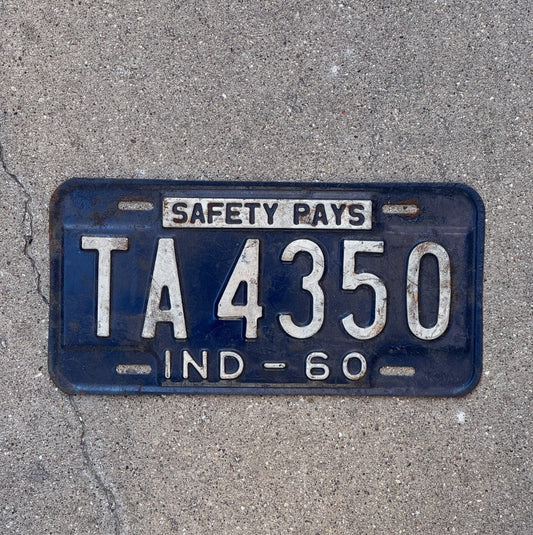 SAFETY PAYS
TA 4350
IND - 60